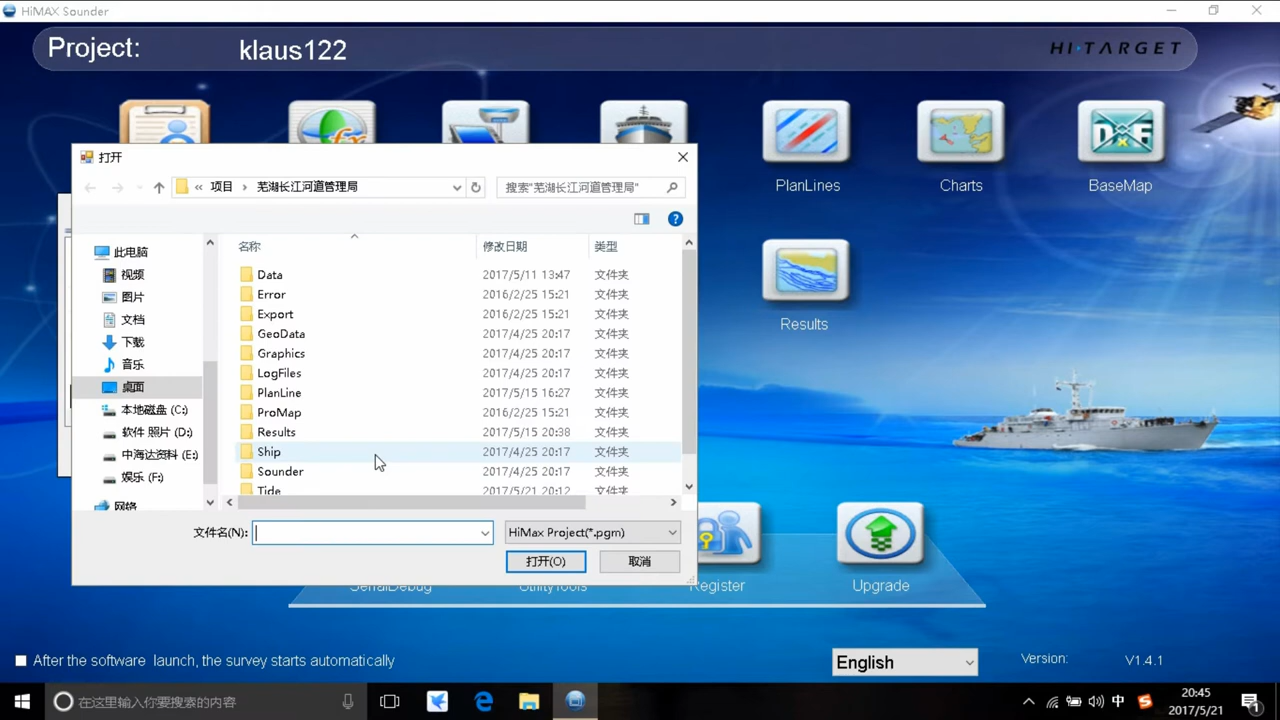 HiMAX Sounder
Project: klaus122
HI·TARGET
PlanLines
Charts
BaseMap
Results
打开
« 项目 › 芜湖长江河道管理局
搜索"芜湖长江河道管理局"
名称 修改日期 类型
此电脑
视频
图片
文档
下载
音乐
桌面
本地磁盘 (C:)
软件 照片 (D:)
中海达资料 (E:)
娱乐 (F:)
网络
Data 2017/5/11 13:47 文件夹
Error 2016/2/25 15:21 文件夹
Export 2016/2/25 15:21 文件夹
GeoData 2017/4/25 20:17 文件夹
Graphics 2017/4/25 20:17 文件夹
LogFiles 2017/4/25 20:17 文件夹
PlanLine 2017/5/15 16:27 文件夹
ProMap 2016/2/25 15:21 文件夹
Results 2017/5/15 20:38 文件夹
Ship 2017/4/25 20:17 文件夹
Sounder 2017/4/25 20:17 文件夹
Tide 2017/5/21 20:12 文件夹
文件名(N):
HiMax Project(*.pgm)
打开(O)
取消
SerialDebug
UtilityTools
Register
Upgrade
After the software launch, the survey starts automatically
English
Version: V1.4.1
在这里输入你要搜索的内容
中
20:45
2017/5/21
1